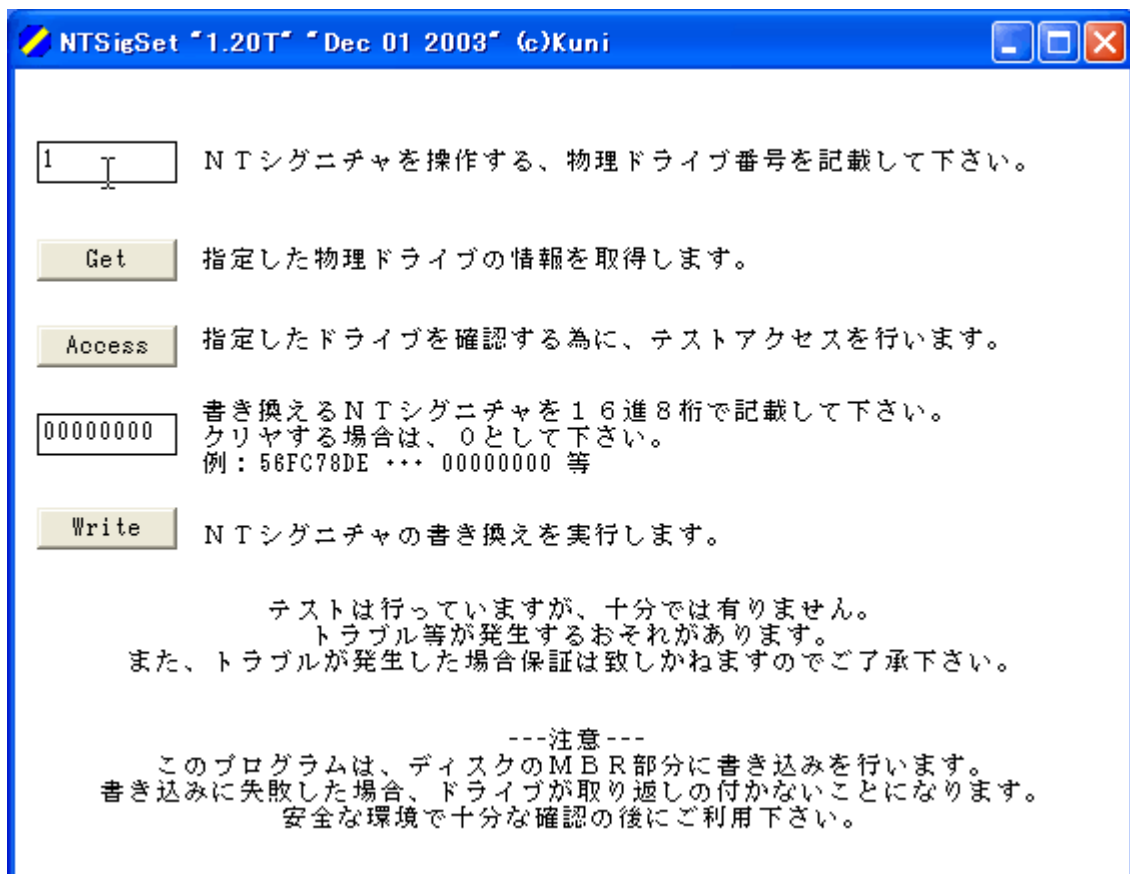 NTSigSet "1.20T" "Dec 01 2003" (c)Kuni
1
NTシグニチャを操作する、物理ドライブ番号を記載して下さい。
Get
指定した物理ドライブの情報を取得します。
Access
指定したドライブを確認する為に、テストアクセスを行います。
00000000
書き換えるNTシグニチャを16進8桁で記載して下さい。
クリヤする場合は、0として下さい。
例:56FC78DE ・・・ 00000000 等
Write
NTシグニチャの書き換えを実行します。
テストは行っていますが、十分では有りません。
トラブル等が発生するおそれがあります。
また、トラブルが発生した場合保証は致しかねますのでご了承下さい。
---注意---
このプログラムは、ディスクのMBR部分に書き込みを行います。
書き込みに失敗した場合、ドライブが取り返しの付かないことになります。
安全な環境で十分な確認の後にご利用下さい。